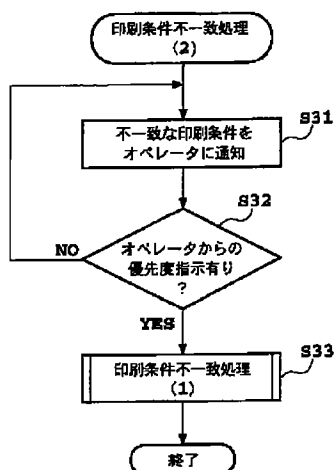 印刷条件不一致処理
(2)
S31
不一致な印刷条件を
オペレータに通知
S32
NO
オペレータからの
優先度指示有り
?
YES
S33
印刷条件不一致処理
(1)
終了